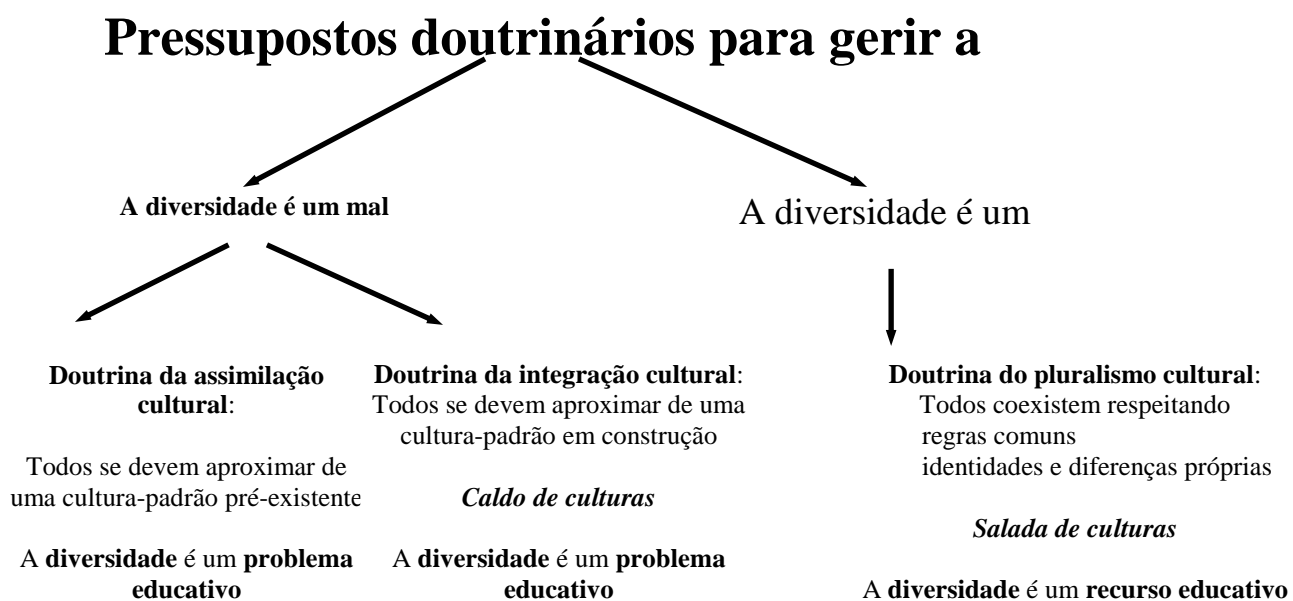 Pressupostos doutrinários para gerir a
A diversidade é um mal
A diversidade é um
Doutrina da assimilação
cultural:
Todos se devem aproximar de
uma cultura-padrão pré-existente
A diversidade é um problema
educativo
Doutrina da integração cultural:
Todos se devem aproximar de uma
cultura-padrão em construção
Caldo de culturas
A diversidade é um problema
educativo
Doutrina do pluralismo cultural:
Todos coexistem respeitando
regras comuns
identidades e diferenças próprias
Salada de culturas
A diversidade é um recurso educativo